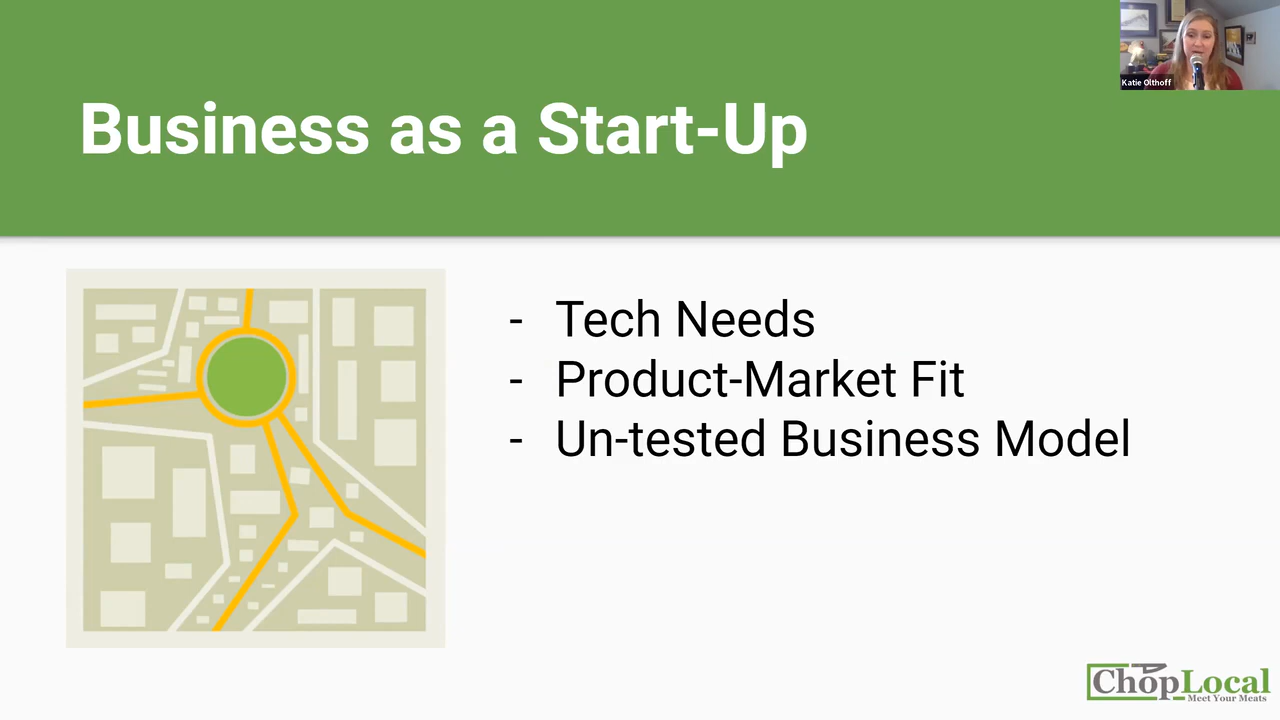 Katie Olthoff
Business as a Start-Up
- Tech Needs
- Product-Market Fit
- Un-tested Business Model
ChopLocal
Meet Your Meats